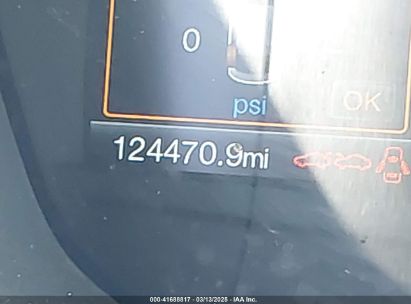 0
psi
OK
124470.9mi
000-41688817 - 03/13/2025 - IAA Inc.